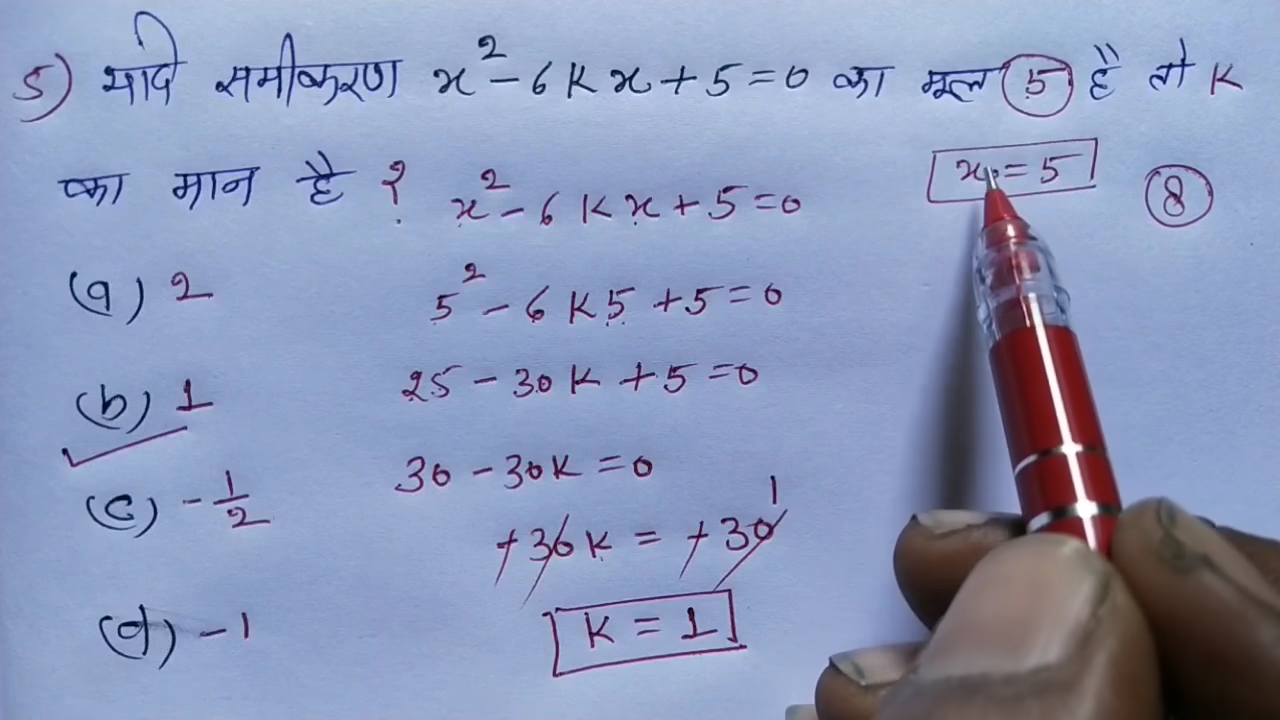 5) यदि समीकरण x² - 6kx + 5 = 0 का मूल 5 है तो K
का मान है ?
x = 5
8
x² - 6kx + 5 = 0
(a) 2
5² - 6k5 + 5 = 0
(b) 1
25 - 30k + 5 = 0
(c) -1/2
30 - 30k = 0
+30k = +30 1
(d) -1
K = 1